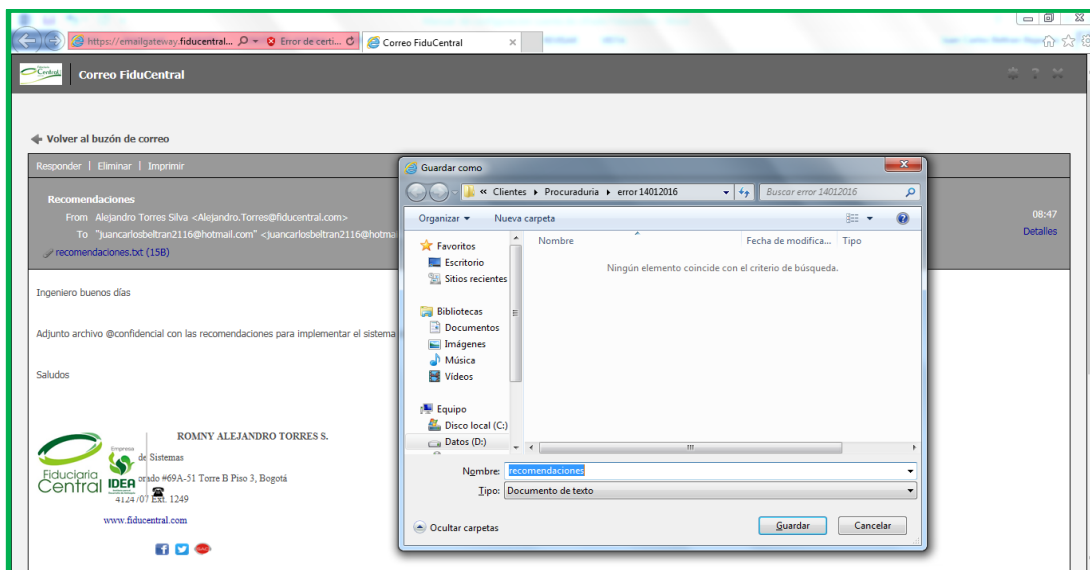 https://emailgateway.fiducentral... Error de certi... Correo FiduCentral
Central Correo FiduCentral
Volver al buzón de correo
Responder | Eliminar | Imprimir
Recomendaciones
From Alejandro Torres Silva <Alejandro.Torres@fiducentral.com>
To "juancarlosbeltran2116@hotmail.com" <juancarlosbeltran2116@hotma
recomendaciones.txt (15B)
08:47
Detalles
Ingeniero buenos días
Adjunto archivo @confidencial con las recomendaciones para implementar el sistema
Saludos
ROMNY ALEJANDRO TORRES S.
de Sistemas
orado #69A-51 Torre B Piso 3, Bogotá
4124707 Ext. 1249
www.fiducentral.com
Fiduciaria
Central
Empresa
IDEA
Guardar como
« Clientes ▸ Procuraduria ▸ error14012016
Buscar error 14012016
Organizar
Nueva carpeta
Favoritos
Escritorio
Sitios recientes
Bibliotecas
Documentos
Imágenes
Música
Vídeos
Equipo
Disco local (C:)
Datos (D:)
Nombre Fecha de modifica... Tipo
Ningún elemento coincide con el criterio de búsqueda.
Nombre: recomendaciones
Tipo: Documento de texto
Ocultar carpetas
Guardar Cancelar